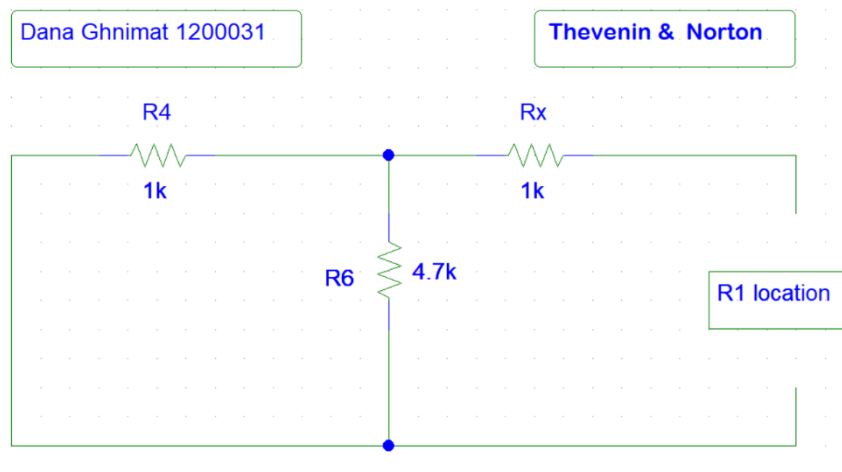 Dana Ghnimat 1200031
Thevenin & Norton
R4
Rx
1k
1k
R6
4.7k
R1 location